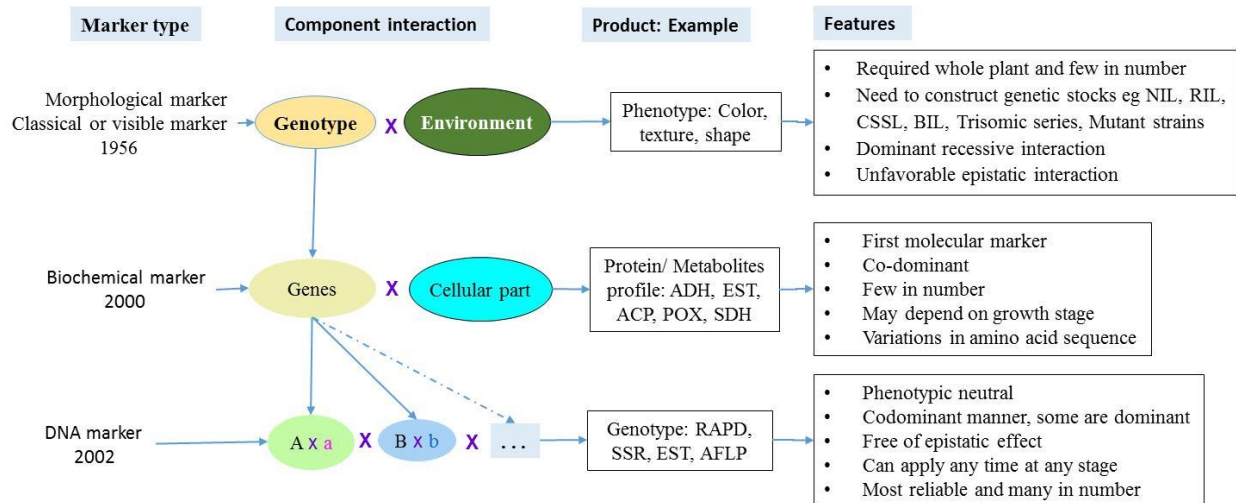 Marker type
Component interaction
Product: Example
Features
Morphological marker
Classical or visible marker
1956
Genotype
X
Environment
Phenotype: Color,
texture, shape
• Required whole plant and few in number
• Need to construct genetic stocks eg NIL, RIL,
CSSL, BIL, Trisomic series, Mutant strains
• Dominant recessive interaction
• Unfavorable epistatic interaction
Biochemical marker
2000
Genes
X
Cellular part
Protein/ Metabolites
profile: ADH, EST,
ACP, POX, SDH
• First molecular marker
• Co-dominant
• Few in number
• May depend on growth stage
• Variations in amino acid sequence
DNA marker
2002
A x a
X
B x b
X
...
Genotype: RAPD,
SSR, EST, AFLP
• Phenotypic neutral
• Codominant manner, some are dominant
• Free of epistatic effect
• Can apply any time at any stage
• Most reliable and many in number